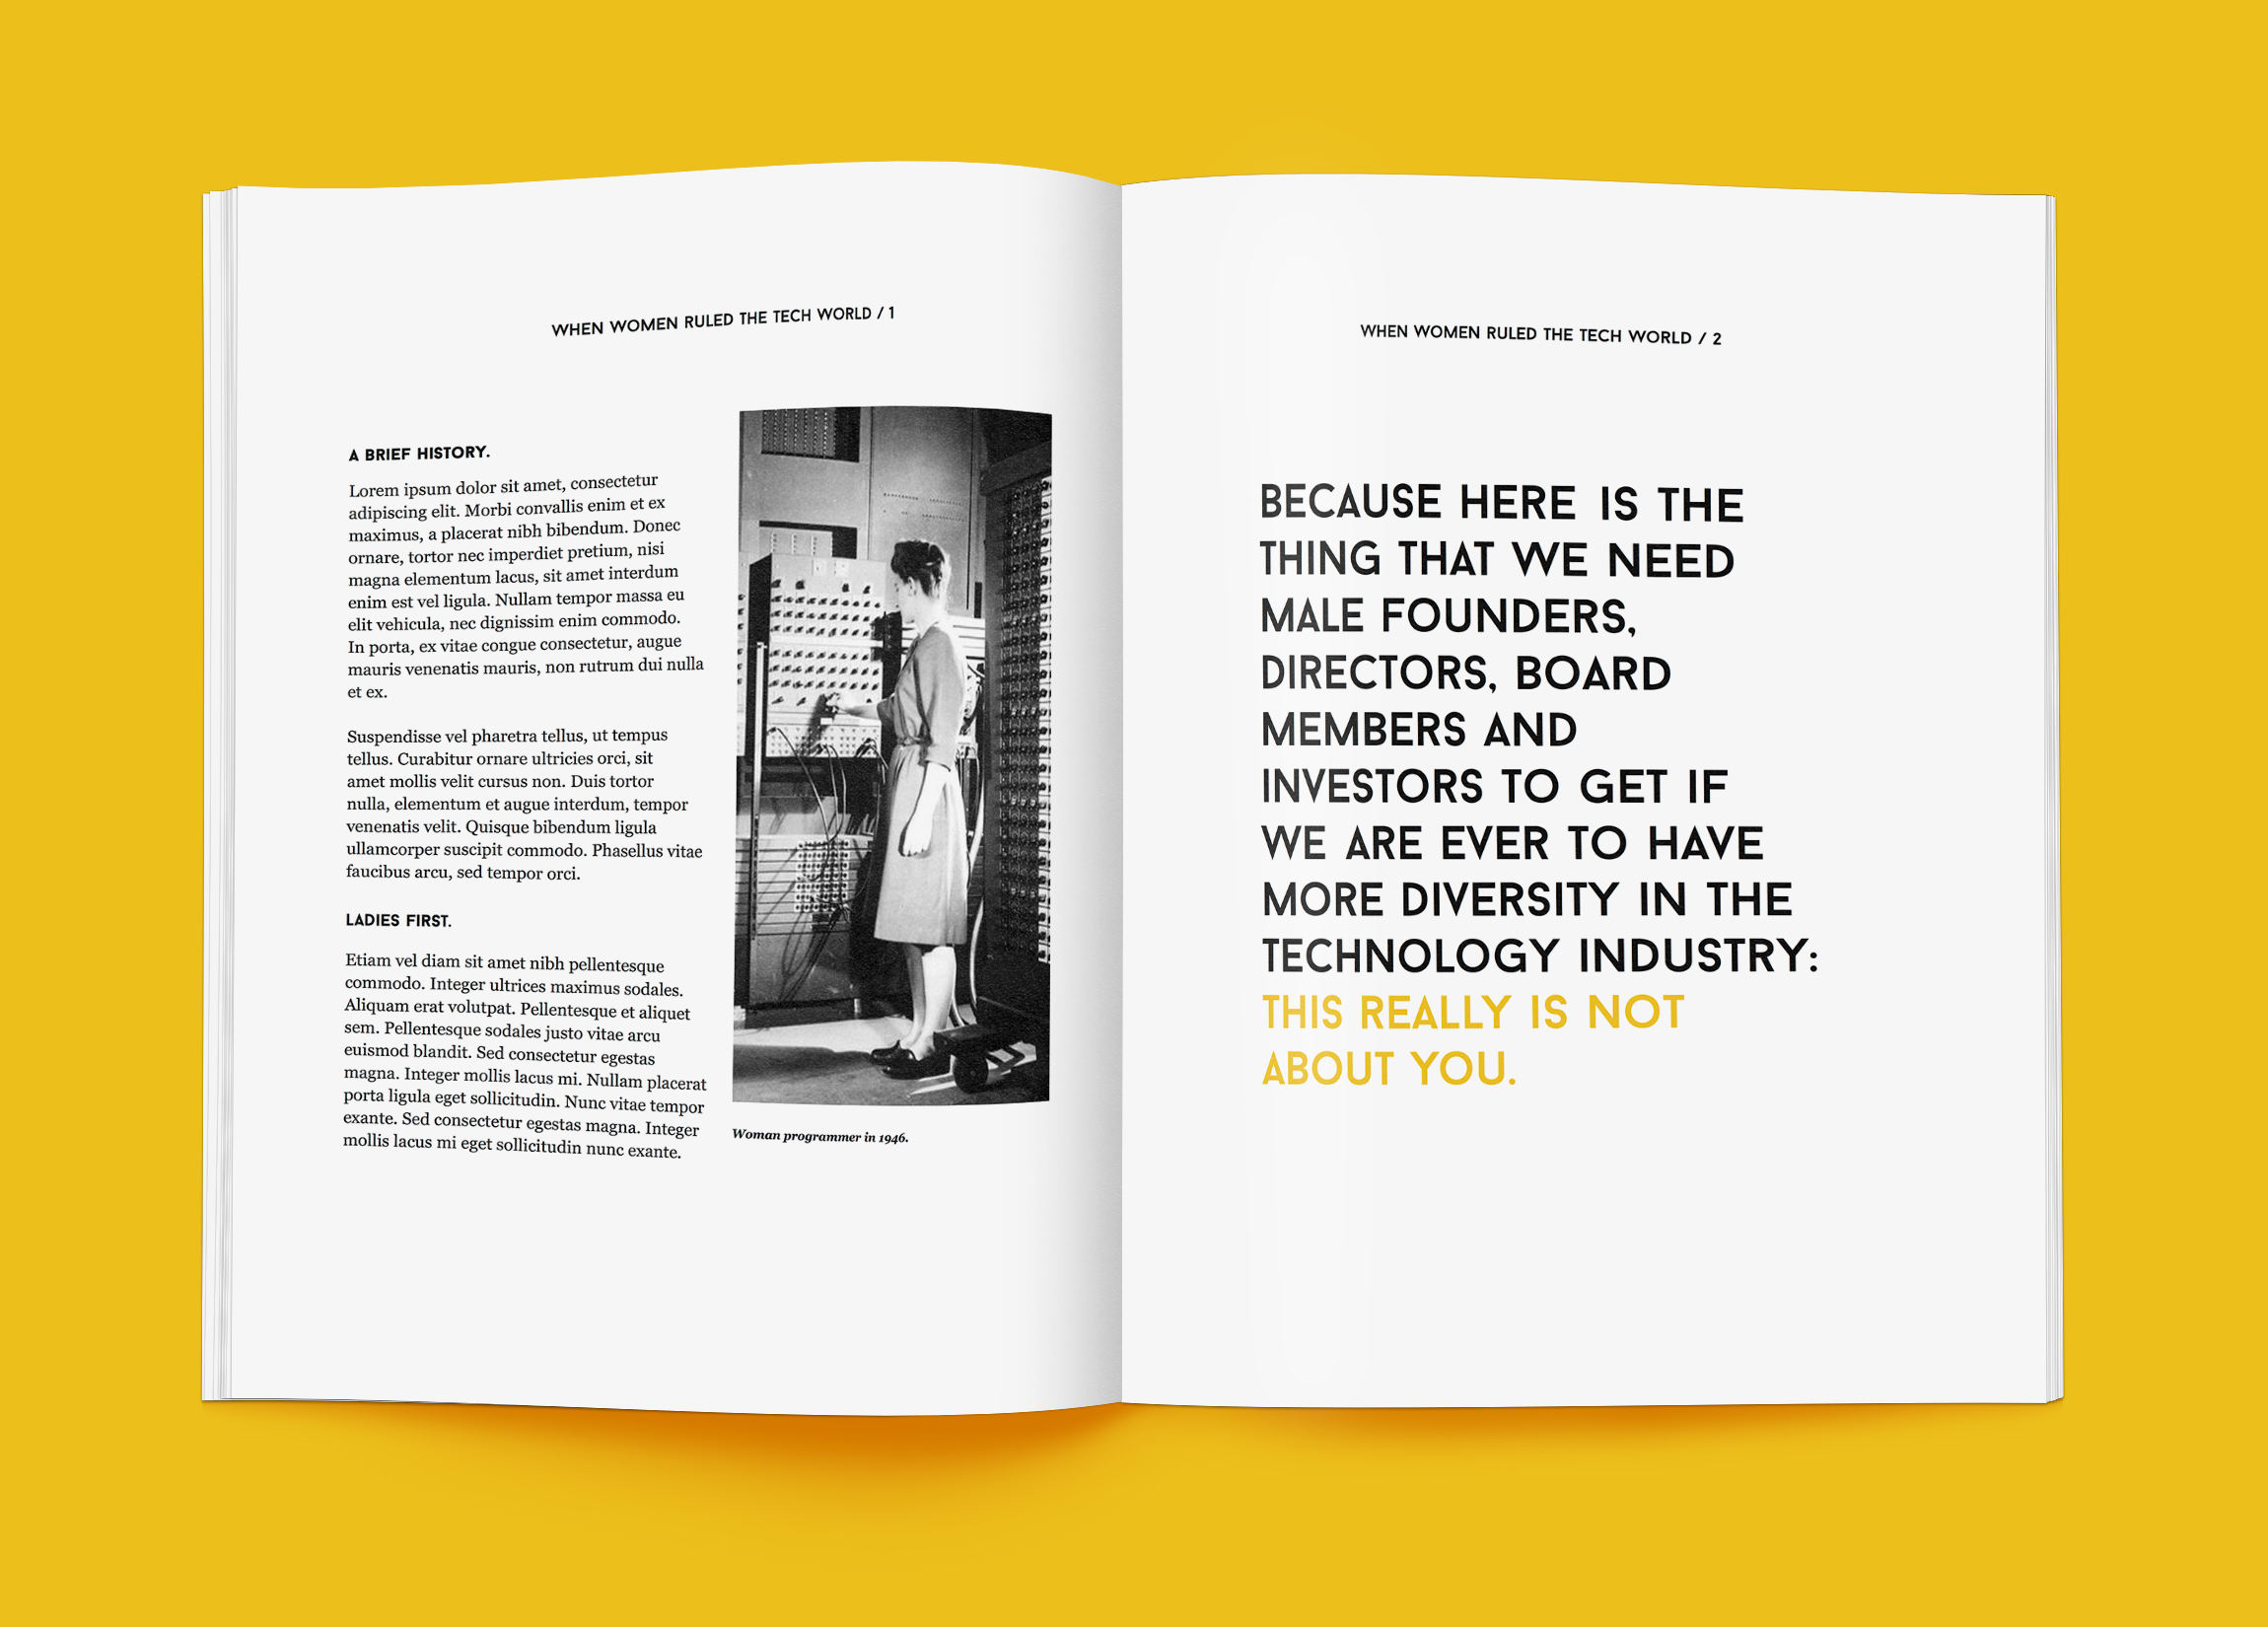 WHEN WOMEN RULED THE TECH WORLD / 1
A BRIEF HISTORY.
Lorem ipsum dolor sit amet, consectetur
adipiscing elit. Morbi convallis enim et ex
maximus, a placerat nibh bibendum. Donec
ornare, tortor nec imperdiet pretium, nisi
magna elementum lacus, sit amet interdum
enim est vel ligula. Nullam tempor massa eu
elit vehicula, nec dignissim enim commodo.
In porta, ex vitae congue consectetur, augue
mauris venenatis mauris, non rutrum dui nulla
et ex.
Suspendisse vel pharetra tellus, ut tempus
tellus. Curabitur ornare ultricies orci, sit
amet mollis velit cursus non. Duis tortor
nulla, elementum et augue interdum, tempor
venenatis velit. Quisque bibendum ligula
ullamcorper suscipit commodo. Phasellus vitae
faucibus arcu, sed tempor orci.
LADIES FIRST.
Etiam vel diam sit amet nibh pellentesque
commodo. Integer ultrices maximus sodales.
Aliquam erat volutpat. Pellentesque et aliquet
sem. Pellentesque sodales justo vitae arcu
euismod blandit. Sed consectetur egestas
magna. Integer mollis lacus mi. Nullam placerat
porta ligula eget sollicitudin. Nunc vitae tempor
exante. Sed consectetur egestas magna. Integer
mollis lacus mi eget sollicitudin nunc exante.
Woman programmer in 1946.
WHEN WOMEN RULED THE TECH WORLD / 2
BECAUSE HERE IS THE
THING THAT WE NEED
MALE FOUNDERS,
DIRECTORS, BOARD
MEMBERS AND
INVESTORS TO GET IF
WE ARE EVER TO HAVE
MORE DIVERSITY IN THE
TECHNOLOGY INDUSTRY:
THIS REALLY IS NOT
ABOUT YOU.